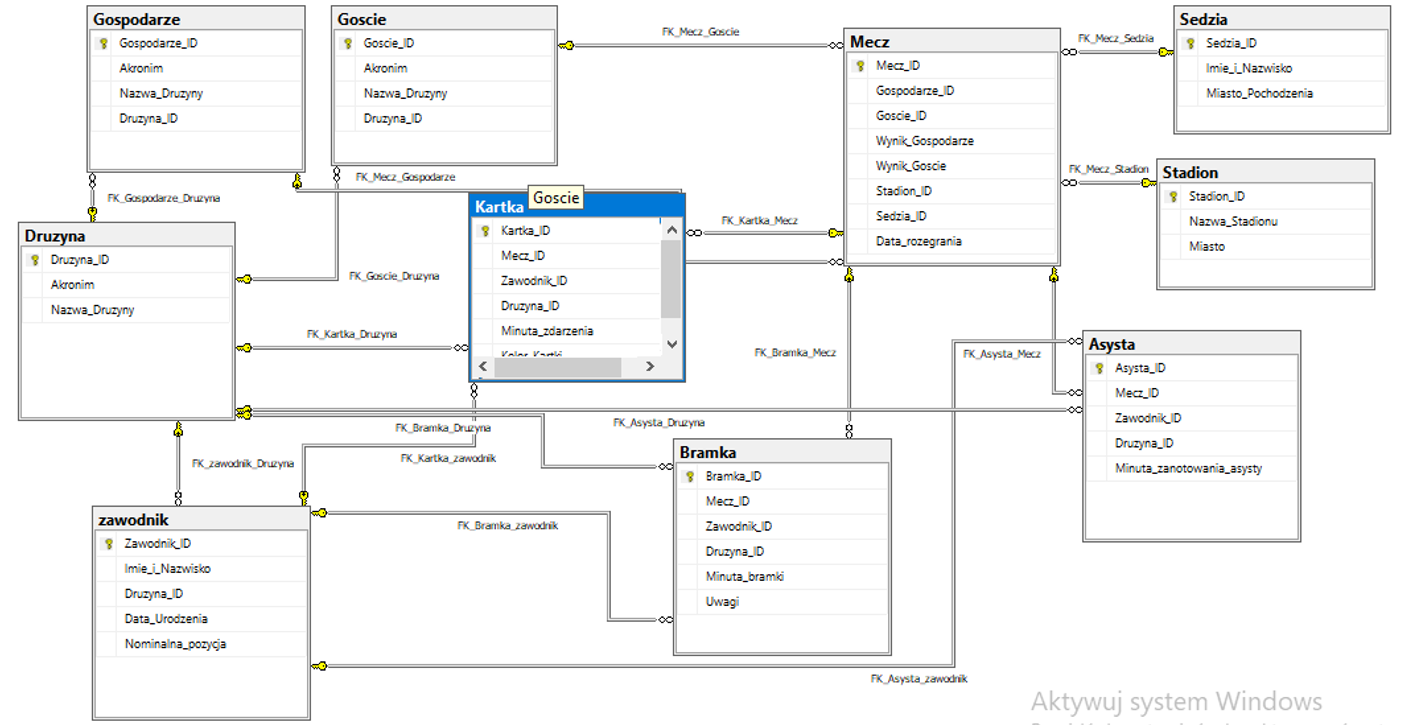 Gospodarze
Gospodarze_ID
Akronim
Nazwa_Druzyny
Druzyna_ID
Goscie
Goscie_ID
Akronim
Nazwa_Druzyny
Druzyna_ID
FK_Mecz_Goscie
Mecz
Mecz_ID
Gospodarze_ID
Goscie_ID
Wynik_Gospodarze
Wynik_Goscie
Stadion_ID
Sedzia_ID
Data_rozegrania
FK_Mecz_Sedzia
Sedzia
Sedzia_ID
Imie_i_Nazwisko
Miasto_Pochodzenia
FK_Mecz_Stadion
Stadion
Stadion_ID
Nazwa_Stadionu
Miasto
FK_Gospodarze_Druzyna
FK_Mecz_Gospodarze
Goscie
Kartka
Kartka_ID
Mecz_ID
Zawodnik_ID
Druzyna_ID
Minuta_zdarzenia
Kolor_Kartki
FK_Kartka_Mecz
Druzyna
Druzyna_ID
Akronim
Nazwa_Druzyny
FK_Goscie_Druzyna
FK_Kartka_Druzyna
FK_Bramka_Mecz
FK_Asysta_Mecz
Asysta
Asysta_ID
Mecz_ID
Zawodnik_ID
Druzyna_ID
Minuta_zanotowania_asysty
FK_Bramka_Druzyna
FK_Asysta_Druzyna
FK_zawodnik_Druzyna
FK_Kartka_zawodnik
Bramka
Bramka_ID
Mecz_ID
Zawodnik_ID
Druzyna_ID
Minuta_bramki
Uwagi
zawodnik
Zawodnik_ID
Imie_i_Nazwisko
Druzyna_ID
Data_Urodzenia
Nominalna_pozycja
FK_Bramka_zawodnik
FK_Asysta_zawodnik
Aktywuj system Windows